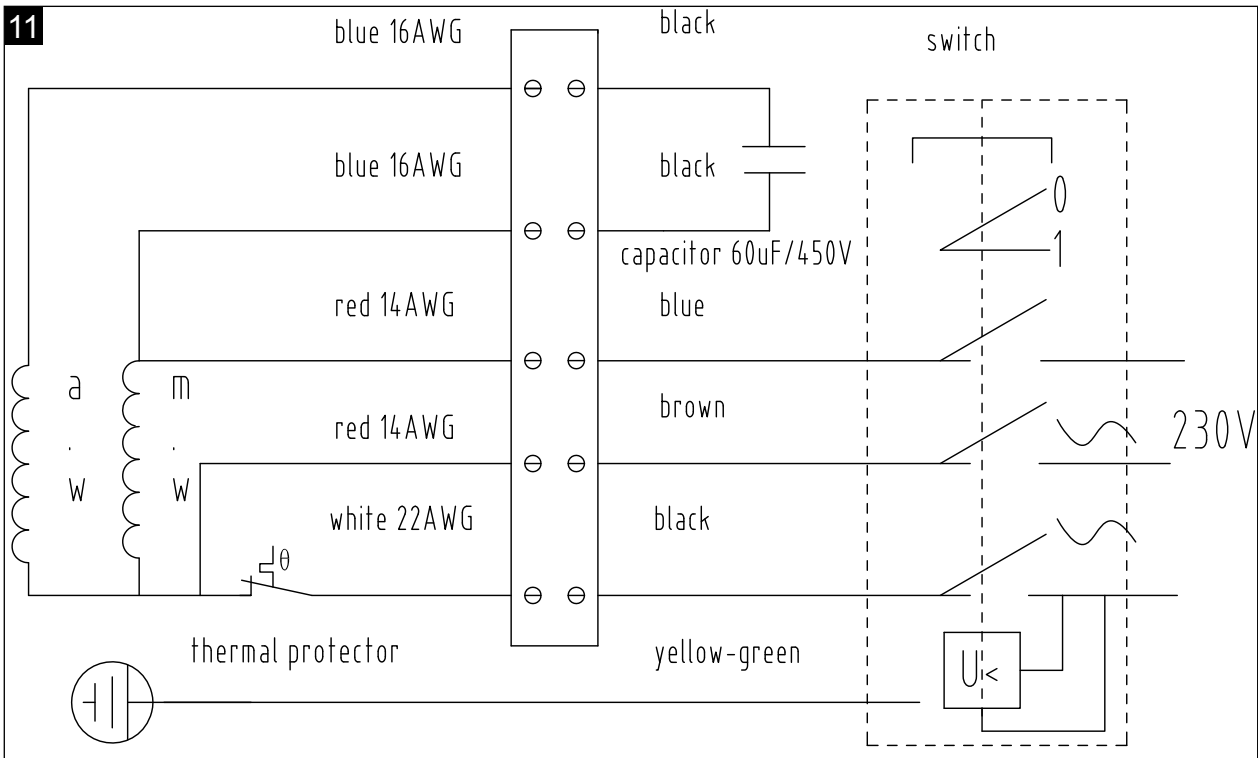 11
blue 16AWG
black
switch
blue 16AWG
black
0
1
capacitor 60uF/450V
red 14AWG
blue
a.w
m.w
brown
230V
red 14AWG
white 22AWG
black
θ
thermal protector
yellow-green
U<